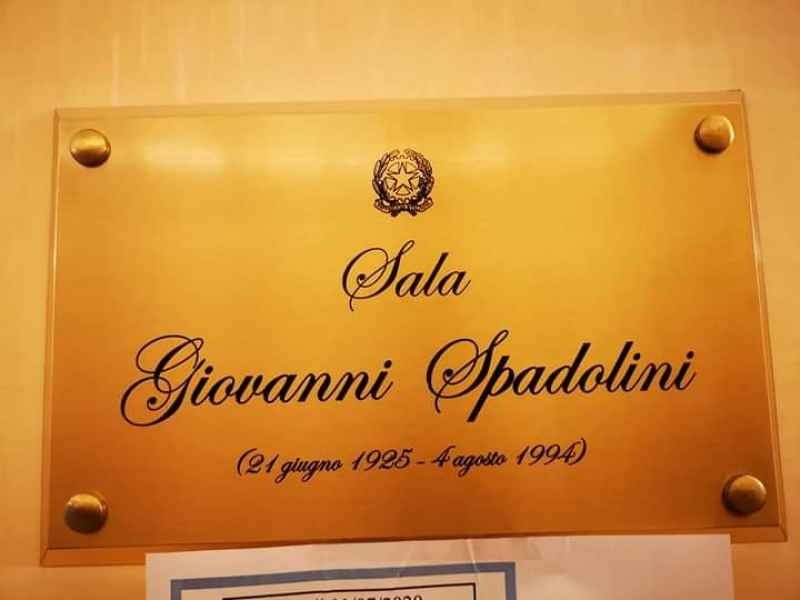 Sala
Giovanni Spadolini
(21 giugno 1925 - 4 agosto 1994)